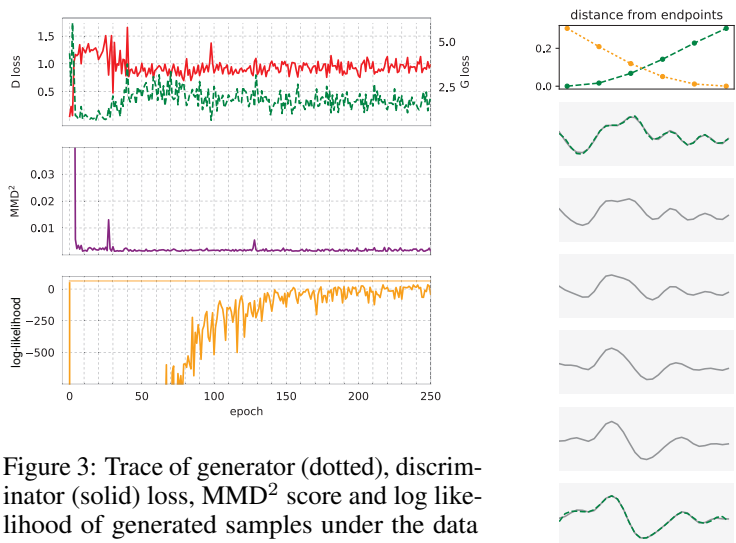 1.5
1.0
0.5
D loss
5.0
2.5
G loss
0.03
0.02
0.01
MMD²
0
−250
−500
log-likelihood
0 50 100 150 200 250
epoch
Figure 3: Trace of generator (dotted), discrim-
inator (solid) loss, MMD² score and log like-
lihood of generated samples under the data
distance from endpoints
0.2
0.0